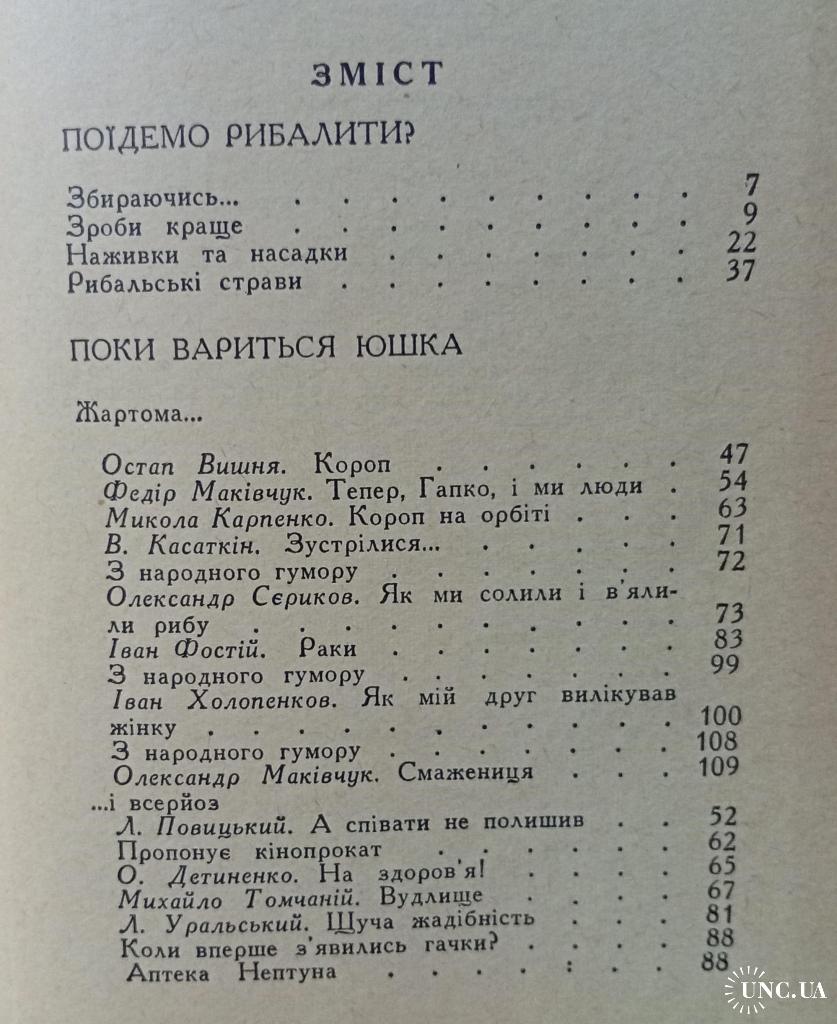 ЗМІСТ
ПОЇДЕМО РИБАЛИТИ?
Збираючись... . . . . . . . . . 7
Зроби краще . . . . . . . . . 9
Наживки та насадки . . . . . . . 22
Рибальські страви . . . . . . . . 37
ПОКИ ВАРИТЬСЯ ЮШКА
Жартома...
Остап Вишня. Короп . . . . . . 47
Федір Маківчук. Тепер, Гапко, і ми люди . 54
Микола Карпенко. Короп на орбіті . . . 63
В. Касаткін. Зустрілися... . . . . . 71
З народного гумору . . . . . . . 72
Олександр Сєриков. Як ми солили і в'яли-
ли рибу . . . . . . . . . . 73
Іван Фостій. Раки . . . . . . . 83
З народного гумору . . . . . . . 99
Іван Холопенков. Як мій друг вилікував
жінку . . . . . . . . . . . 100
З народного гумору . . . . . . . 108
Олександр Маківчук. Смажениця . . . 109
...і всерйоз
Л. Повицький. А співати не полишив . . 52
Пропонує кінопрокат . . . . . . 62
О. Детиненко. На здоров'я! . . . . 65
Михайло Томчаній. Вудлище . . . . 67
Л. Уральський. Щуча жадібність . . . 81
Коли вперше з'явились гачки? . . . . 88
Аптека Нептуна . . . . : . . 88
UNC.UA